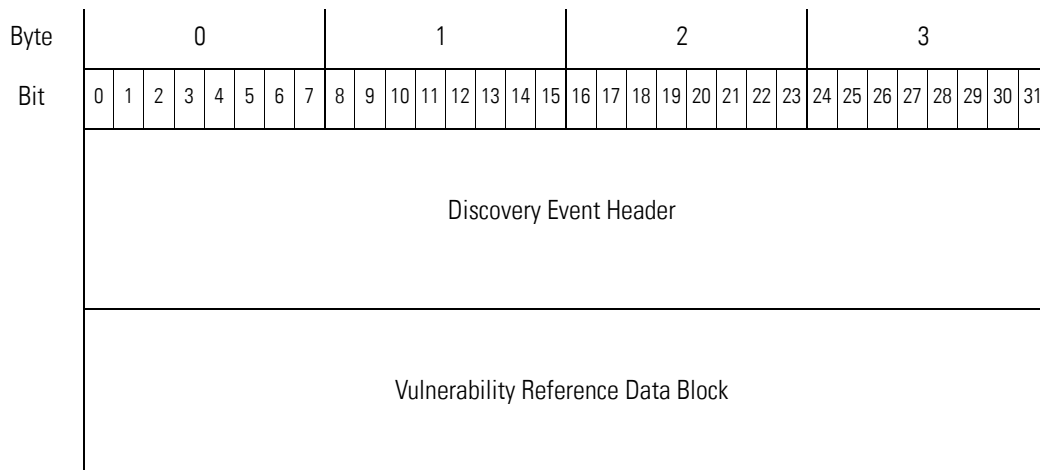 Byte 0 1 2 3
Bit 0 1 2 3 4 5 6 7 8 9 10 11 12 13 14 15 16 17 18 19 20 21 22 23 24 25 26 27 28 29 30 31
Discovery Event Header
Vulnerability Reference Data Block